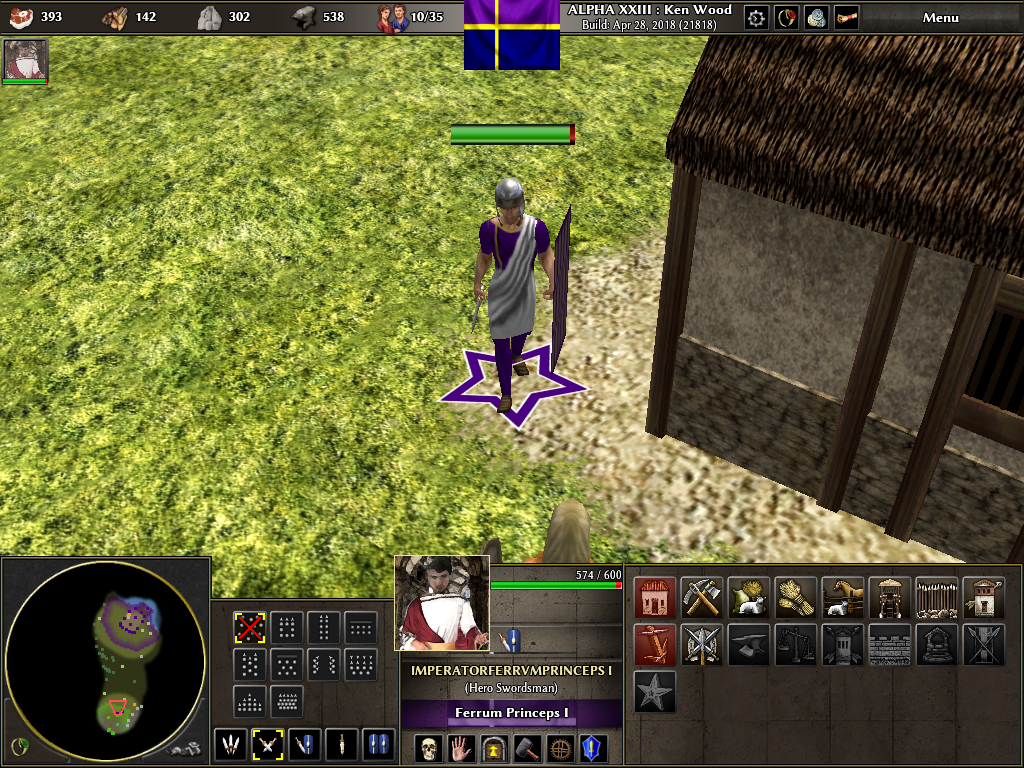 393 142 302 538 10/35 ALPHA XXIII : Ken Wood Menu
Build: Apr 28, 2018 (21818)
574 / 600
IMPERATORFERRVMPRINCEPS I
(Hero Swordsman)
Ferrum Princeps I